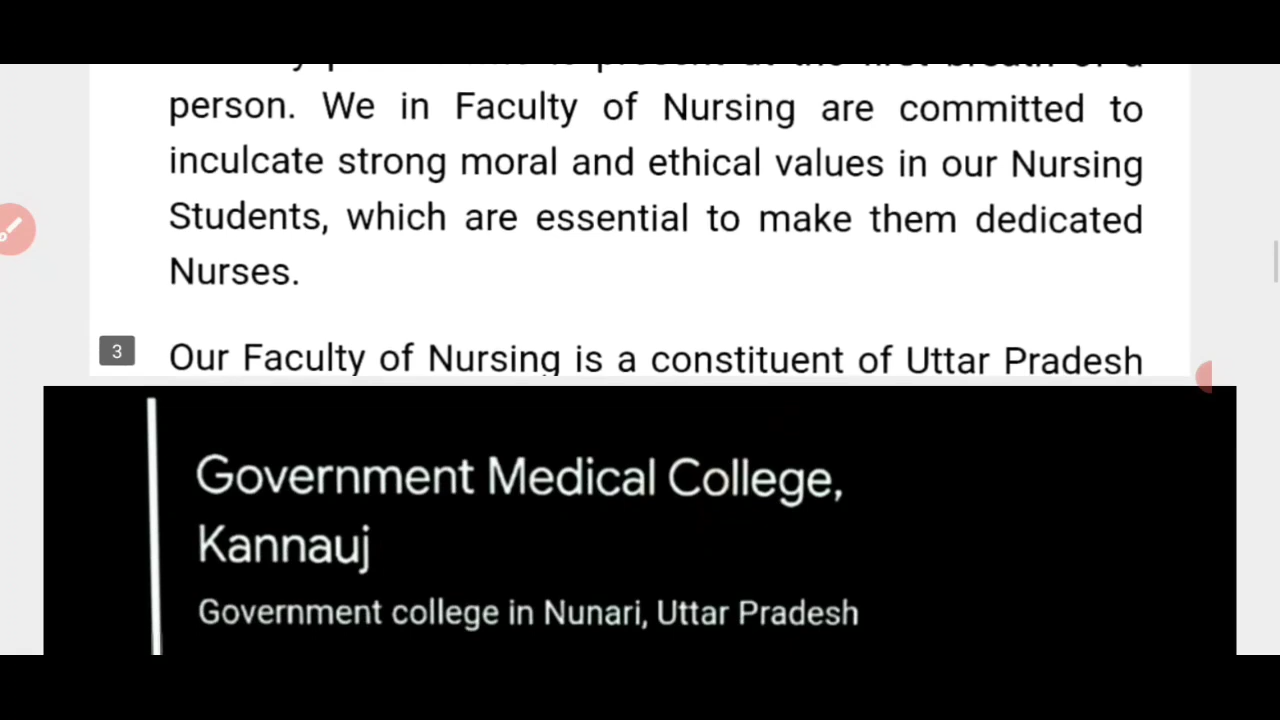 person. We in Faculty of Nursing are committed to
inculcate strong moral and ethical values in our Nursing
Students, which are essential to make them dedicated
Nurses.
3
Our Faculty of Nursing is a constituent of Uttar Pradesh
Government Medical College,
Kannauj
Government college in Nunari, Uttar Pradesh